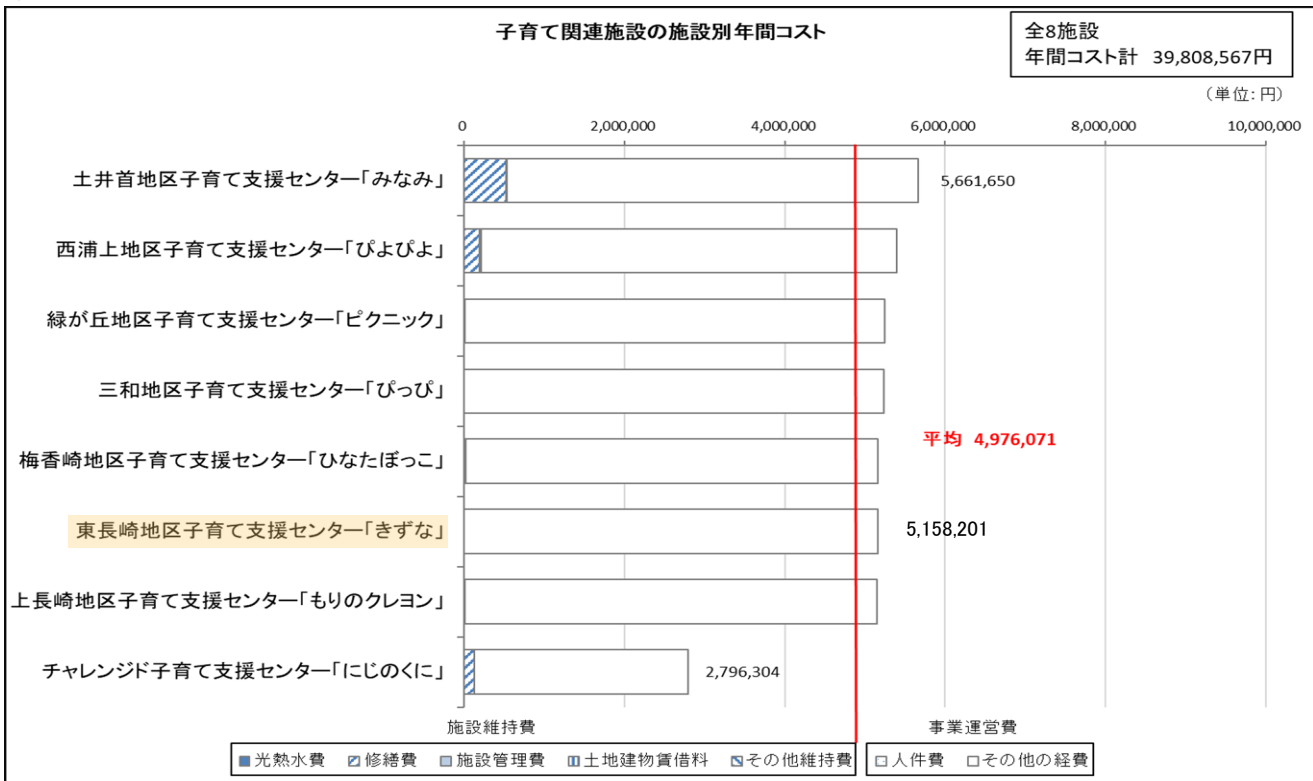 子育て関連施設の施設別年間コスト
全8施設
年間コスト計 39,808,567円
(単位:円)
0 2,000,000 4,000,000 6,000,000 8,000,000 10,000,000
土井首地区子育て支援センター「みなみ」 5,661,650
西浦上地区子育て支援センター「ぴよぴよ」
緑が丘地区子育て支援センター「ピクニック」
三和地区子育て支援センター「ぴっぴ」
平均 4,976,071
梅香崎地区子育て支援センター「ひなたぼっこ」
東長崎地区子育て支援センター「きずな」 5,158,201
上長崎地区子育て支援センター「もりのクレヨン」
チャレンジド子育て支援センター「にじのくに」 2,796,304
施設維持費 事業運営費
光熱水費 修繕費 施設管理費 土地建物賃借料 その他維持費 人件費 その他の経費